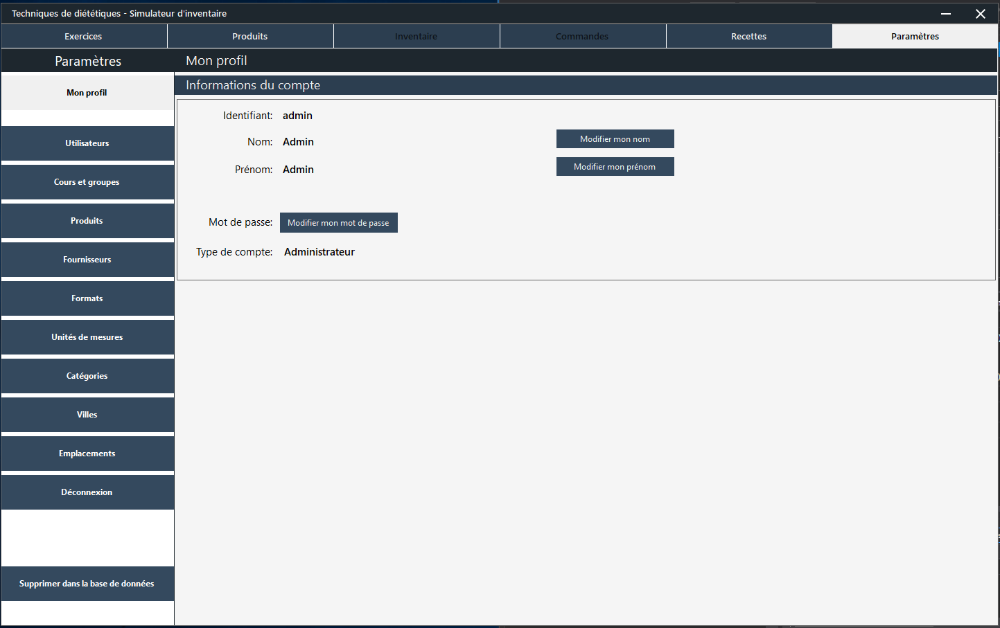 Techniques de diététiques - Simulateur d'inventaire
Exercices
Produits
Inventaire
Commandes
Recettes
Paramètres
Paramètres
Mon profil
Mon profil
Utilisateurs
Cours et groupes
Produits
Fournisseurs
Formats
Unités de mesures
Catégories
Villes
Emplacements
Déconnexion
Supprimer dans la base de données
Informations du compte
Identifiant: admin
Nom: Admin
Modifier mon nom
Prénom: Admin
Modifier mon prénom
Mot de passe: Modifier mon mot de passe
Type de compte: Administrateur